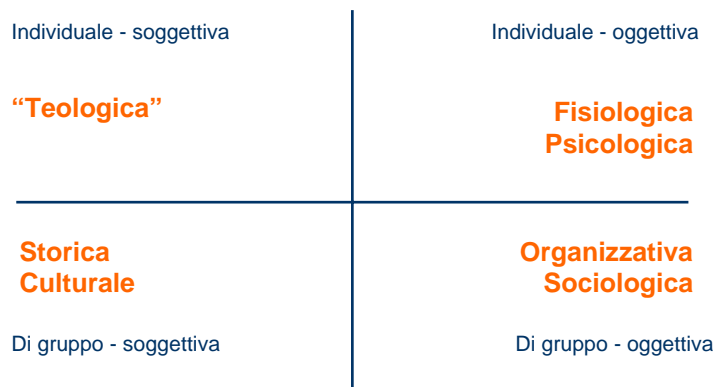 Individuale - soggettiva
Individuale - oggettiva
“Teologica”
Fisiologica
Psicologica
Storica
Culturale
Organizzativa
Sociologica
Di gruppo - soggettiva
Di gruppo - oggettiva